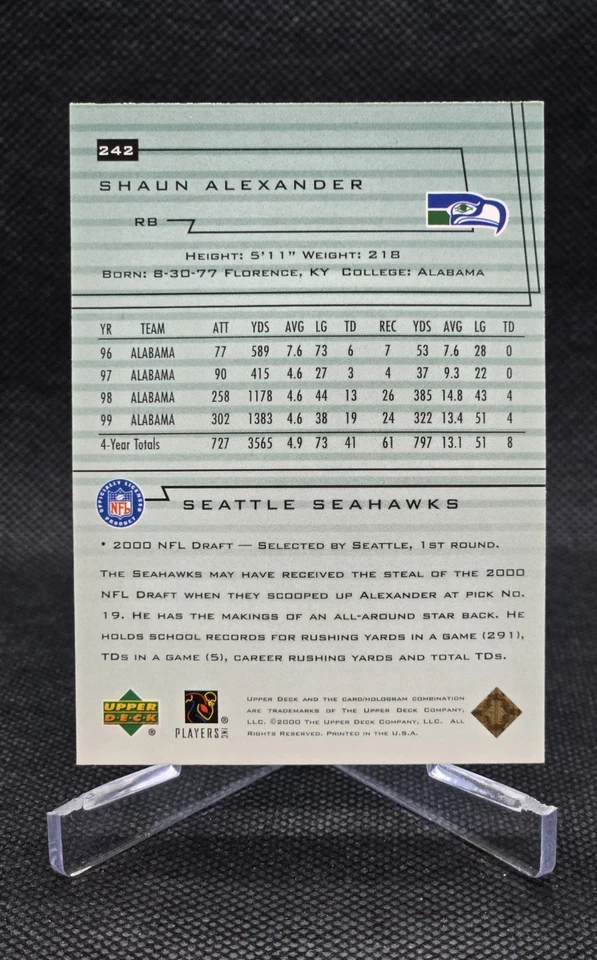 242
SHAUN ALEXANDER
RB
HEIGHT: 5'11" WEIGHT: 218
BORN: 8-30-77 FLORENCE, KY COLLEGE: ALABAMA
YR TEAM ATT YDS AVG LG TD REC YDS AVG LG TD
96 ALABAMA 77 589 7.6 73 6 7 53 7.6 28 0
97 ALABAMA 90 415 4.6 27 3 4 37 9.3 22 0
98 ALABAMA 258 1178 4.6 44 13 26 385 14.8 43 4
99 ALABAMA 302 1383 4.6 38 19 24 322 13.4 51 4
4-Year Totals 727 3565 4.9 73 41 61 797 13.1 51 8
OFFICIALLY LICENSED
NFL
PRODUCT
SEATTLE SEAHAWKS
• 2000 NFL DRAFT — SELECTED BY SEATTLE, 1ST ROUND.
THE SEAHAWKS MAY HAVE RECEIVED THE STEAL OF THE 2000
NFL DRAFT WHEN THEY SCOOPED UP ALEXANDER AT PICK NO.
19. HE HAS THE MAKINGS OF AN ALL-AROUND STAR BACK. HE
HOLDS SCHOOL RECORDS FOR RUSHING YARDS IN A GAME (291),
TDS IN A GAME (5), CAREER RUSHING YARDS AND TOTAL TDS.
UPPER
DECK
®
PLAYERS INC
®
UPPER DECK AND THE CARD/HOLOGRAM COMBINATION
ARE TRADEMARKS OF THE UPPER DECK COMPANY,
LLC. ©2000 THE UPPER DECK COMPANY, LLC. ALL
RIGHTS RESERVED. PRINTED IN THE U.S.A.